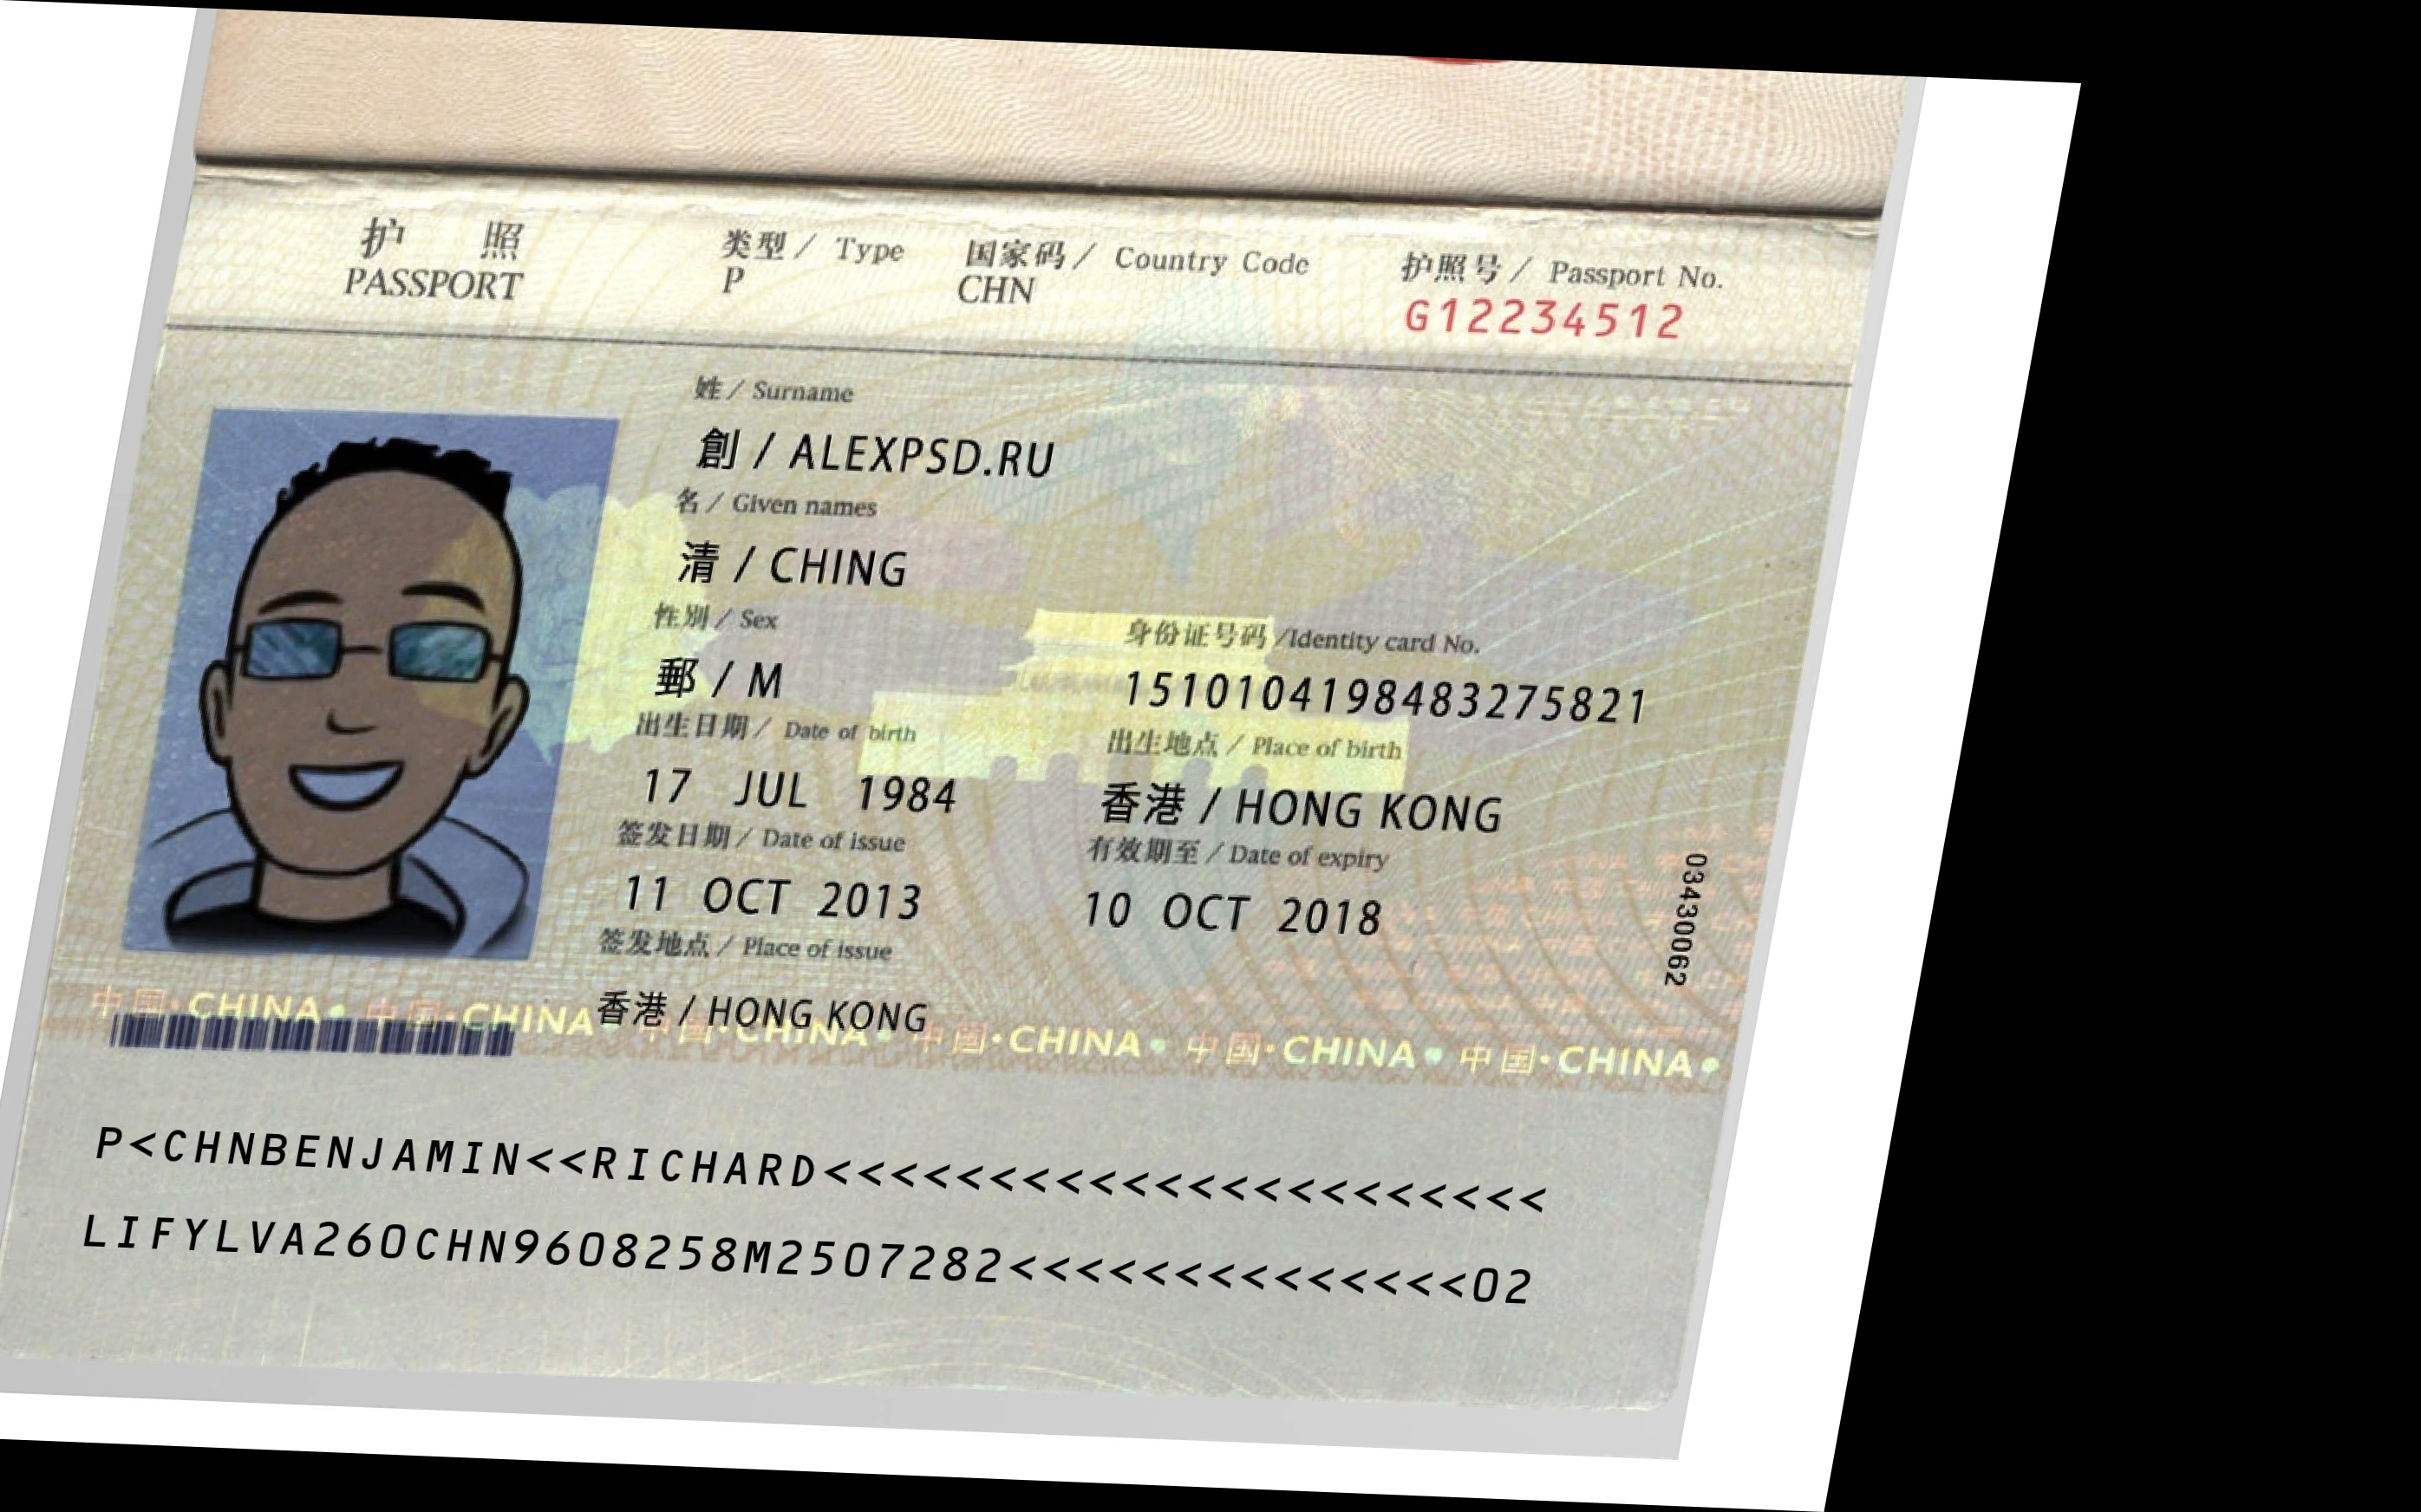 护 照
PASSPORT
类型 / Type
P
国家码 / Country Code
CHN
护照号 / Passport No.
G12234512
姓 / Surname
創 / ALEXPSD.RU
名 / Given names
清 / CHING
性别 / Sex
郵 / M
身份证号码 /Identity card No.
1510104198483275821
出生日期 / Date of birth
17 JUL 1984
出生地点 / Place of birth
香港 / HONG KONG
签发日期 / Date of issue
11 OCT 2013
有效期至 / Date of expiry
10 OCT 2018
签发地点 / Place of issue
香港 / HONG KONG
03430062
中国·CHINA• 中国·CHINA 中国·CHINA• 中国·CHINA• 中国·CHINA• 中国·CHINA•
P<CHNBENJAMIN<<RICHARD<<<<<<<<<<<<<<<<<<<<<<
LIFYLVA260CHN9608258M2507282<<<<<<<<<<<<<<02